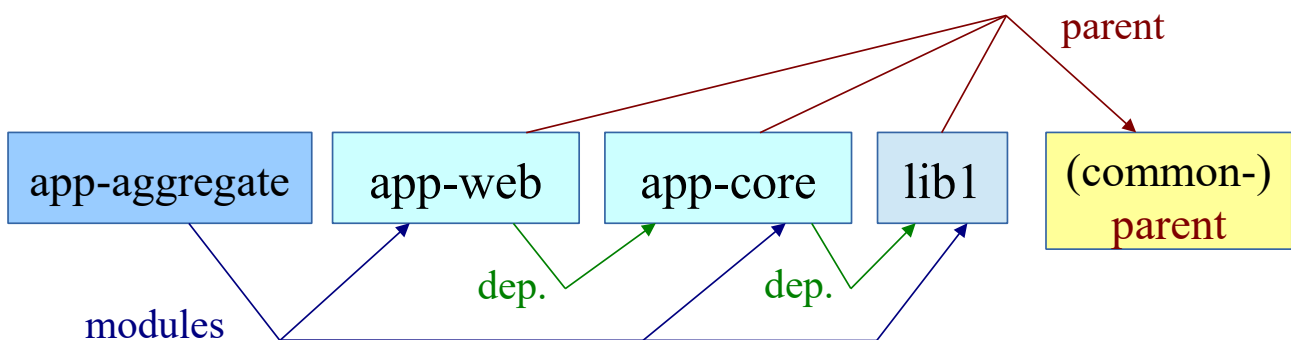 parent
app-aggregate
app-web
app-core
lib1
(common-)
parent
dep.
dep.
modules